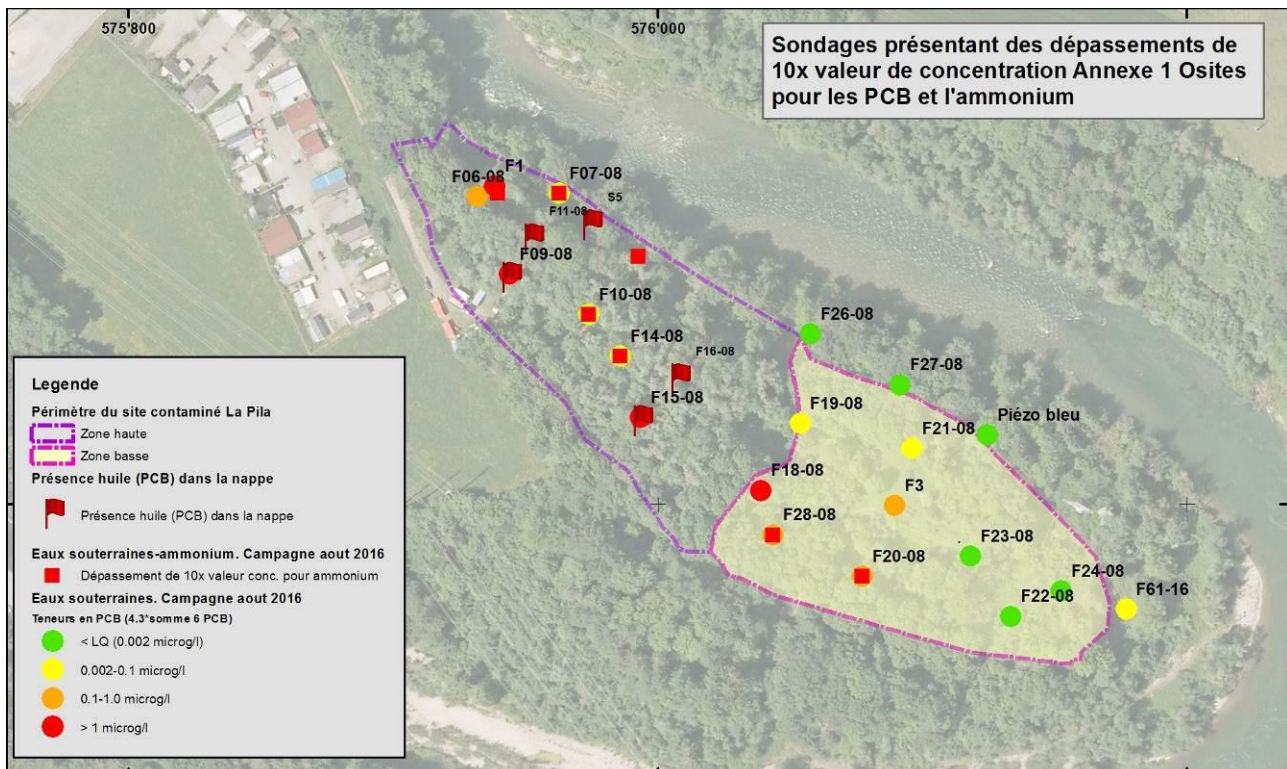 575'800
576'000
Sondages présentant des dépassements de
10x valeur de concentration Annexe 1 Osites
pour les PCB et l'ammonium
F06-08
F1
F07-08
F11-08
S5
F09-08
F10-08
F14-08
F16-08
F15-08
F26-08
F27-08
Piézo bleu
F19-08
F21-08
F18-08
F3
F28-08
F23-08
F20-08
F24-08
F22-08
F61-16
Legende
Périmètre du site contaminé La Pila
Zone haute
Zone basse
Présence huile (PCB) dans la nappe
Présence huile (PCB) dans la nappe
Eaux souterraines-ammonium. Campagne aout 2016
Dépassement de 10x valeur conc. pour ammonium
Eaux souterraines. Campagne aout 2016
Teneurs en PCB (4.3*somme 6 PCB)
< LQ (0.002 microg/l)
0.002-0.1 microg/l
0.1-1.0 microg/l
> 1 microg/l